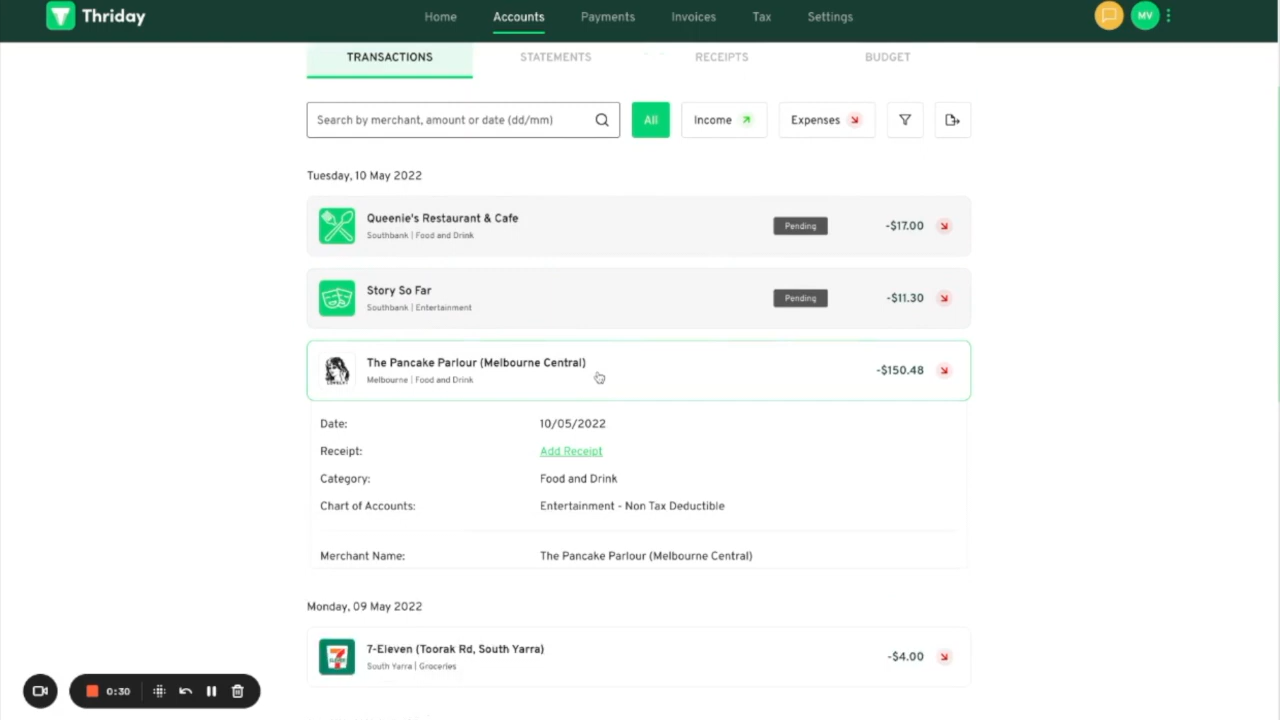 Thriday
Home Accounts Payments Invoices Tax Settings
MV
TRANSACTIONS STATEMENTS RECEIPTS BUDGET
Search by merchant, amount or date (dd/mm)
All Income Expenses
Tuesday, 10 May 2022
Queenie's Restaurant & Cafe
Southbank | Food and Drink
Pending
-$17.00
Story So Far
Southbank | Entertainment
Pending
-$11.30
The Pancake Parlour (Melbourne Central)
Melbourne | Food and Drink
-$150.48
Date: 10/05/2022
Receipt: Add Receipt
Category: Food and Drink
Chart of Accounts: Entertainment - Non Tax Deductible
Merchant Name: The Pancake Parlour (Melbourne Central)
Monday, 09 May 2022
7-Eleven (Toorak Rd, South Yarra)
South Yarra | Groceries
-$4.00
0:30